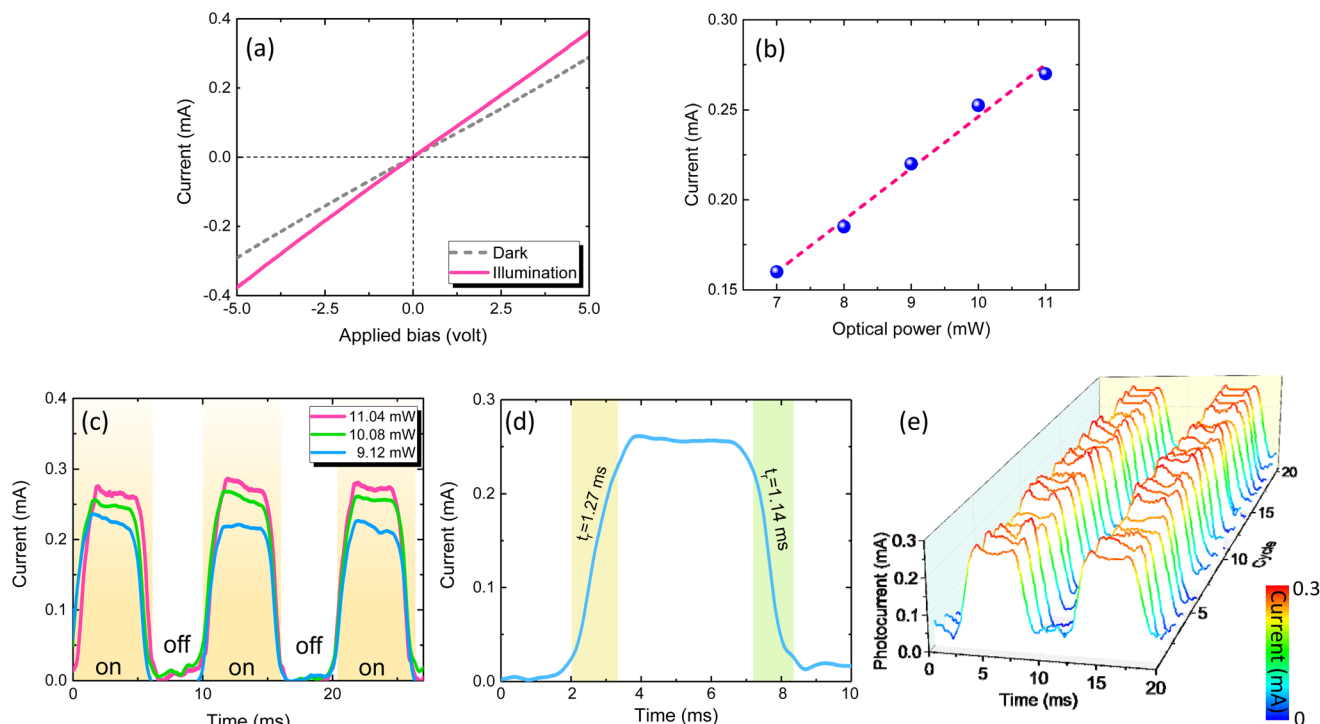 (a)
0.4
0.2
0.0
-0.2
-0.4
Current (mA)
Dark
Illumination
-5.0
-2.5
0.0
2.5
5.0
Applied bias (volt)
(b)
0.30
0.25
0.20
0.15
Current (mA)
7
8
9
10
11
Optical power (mW)
(c)
0.4
0.3
0.2
0.1
0.0
Current (mA)
11.04 mW
10.08 mW
9.12 mW
off
off
on
on
on
0
10
20
Time (ms)
(d)
0.4
0.3
0.2
0.1
0.0
Current (mA)
tr=1.27 ms
tr=1.14 ms
0
2
4
6
8
10
Time (ms)
(e)
0.3
0.2
0.1
0.0
Photocurrent (mA)
0
5
10
15
20
Time (ms)
5
10
15
20
Cycle
0.3
Current (mA)
0